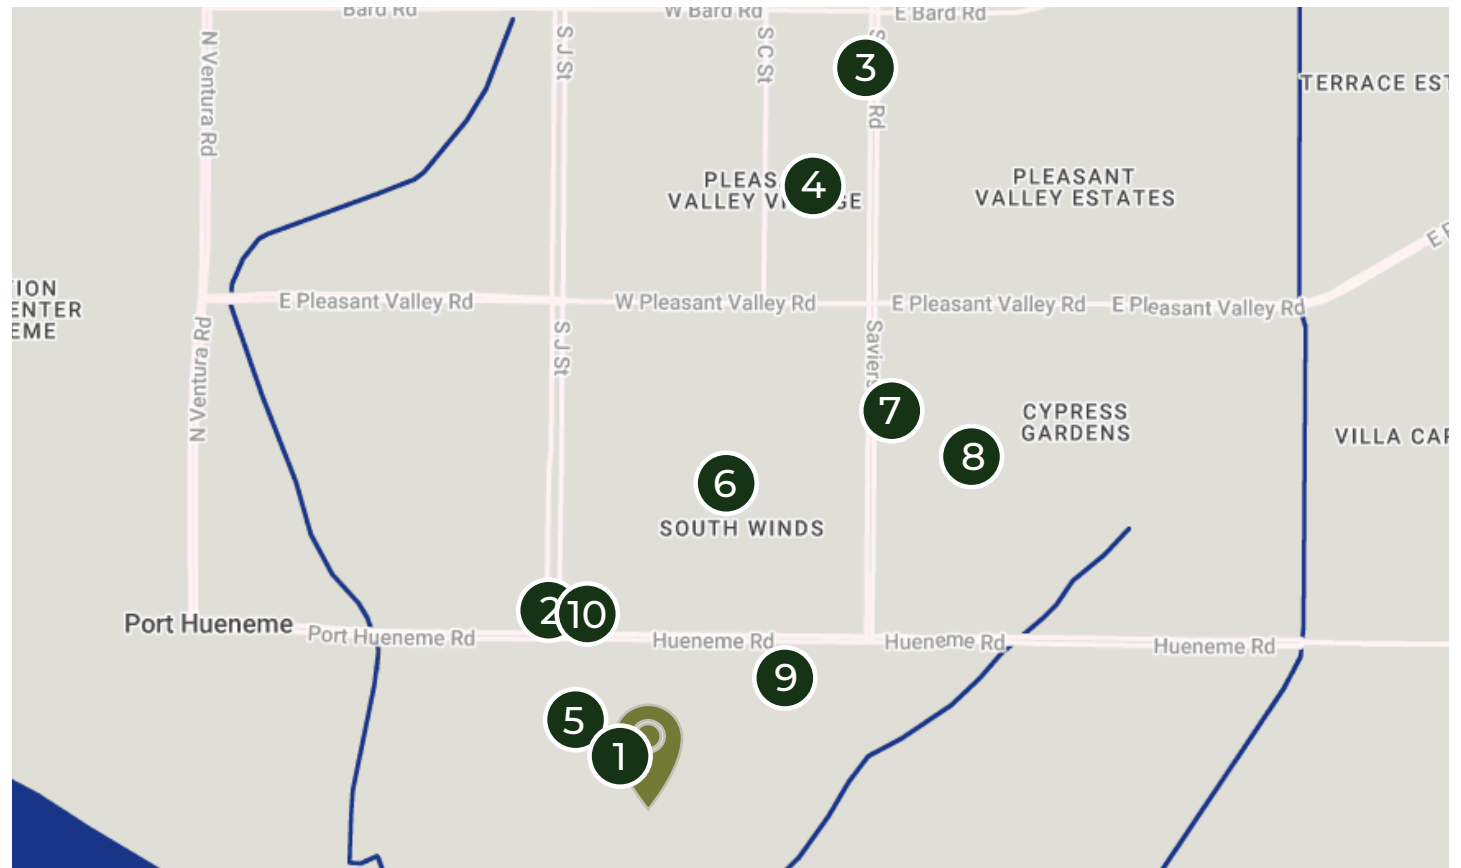 Bard Rd
W Bard Rd
E Bard Rd
N Ventura Rd
S J St
S C St
S
Rd
3
TERRACE EST
PLEAS
VALLEY VI GE
4
PLEASANT
VALLEY ESTATES
E P
ION
ENTER
EME
E Pleasant Valley Rd
W Pleasant Valley Rd
E Pleasant Valley Rd
E Pleasant Valley Rd
N Ventura Rd
S J St
Saviers
7
CYPRESS
GARDENS
8
VILLA CAR
6
SOUTH WINDS
2
10
Port Hueneme
Port Hueneme Rd
Hueneme Rd
Hueneme Rd
Hueneme Rd
9
5
1